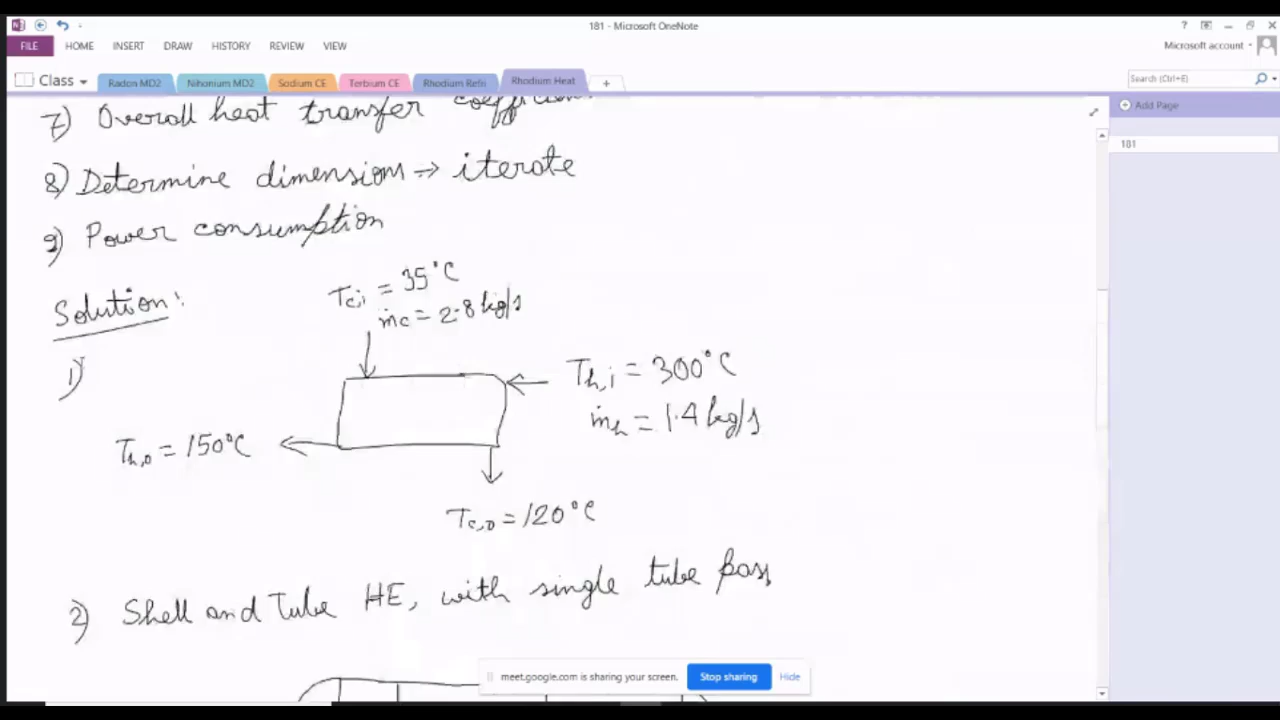 181 - Microsoft OneNote
FILE HOME INSERT DRAW HISTORY REVIEW VIEW
Microsoft account
Class
Radon MD2 Nihonium MD2 Sodium CE Terbium CE Rhodium Refri Rhodium Heat
Search (Ctrl+E)
Add Page
181
7) Overall heat transfer
8) Determine dimensions → iterate
9) Power consumption
Solution:
Tc,i = 35°C
ṁc = 2.8 kg/s
1)
Th,i = 300°C
ṁh = 1.4 kg/s
Th,o = 150°C
Tc,o = 120°C
2) Shell and Tube HE, with single tube pass
meet.google.com is sharing your screen. Stop sharing Hide